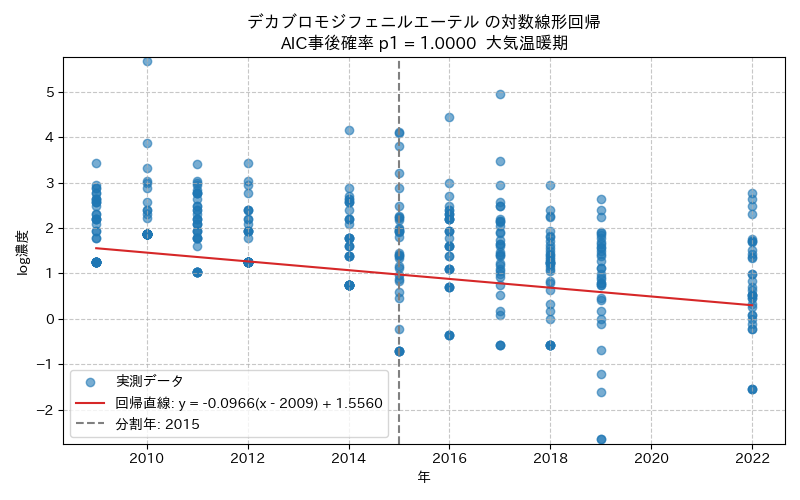 デカブロモジフェニルエーテル の対数線形回帰
AIC事後確率 p1 = 1.0000  大気温暖期
log濃度
5
4
3
2
1
0
−1
−2
実測データ
回帰直線: y = -0.0966(x - 2009) + 1.5560
分割年: 2015
2010
2012
2014
2016
2018
2020
2022
年